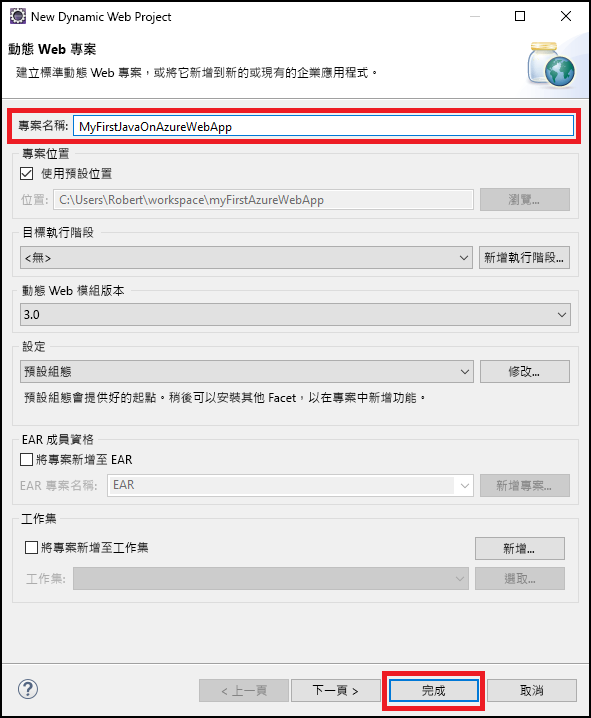 New Dynamic Web Project
動態 Web 專案
建立標準動態 Web 專案，或將它新增到新的或現有的企業應用程式。
專案名稱: MyFirstJavaOnAzureWebApp
專案位置
使用預設位置
位置: C:\Users\Robert\workspace\myFirstAzureWebApp 瀏覽...
目標執行階段
<無> 新增執行階段...
動態 Web 模組版本
3.0
設定
預設組態 修改...
預設組態會提供好的起點。稍後可以安裝其他 Facet，以在專案中新增功能。
EAR 成員資格
將專案新增至 EAR
EAR 專案名稱: EAR 新增專案...
工作集
將專案新增至工作集 新增...
工作集: 選取...
? < 上一頁 下一頁 > 完成 取消